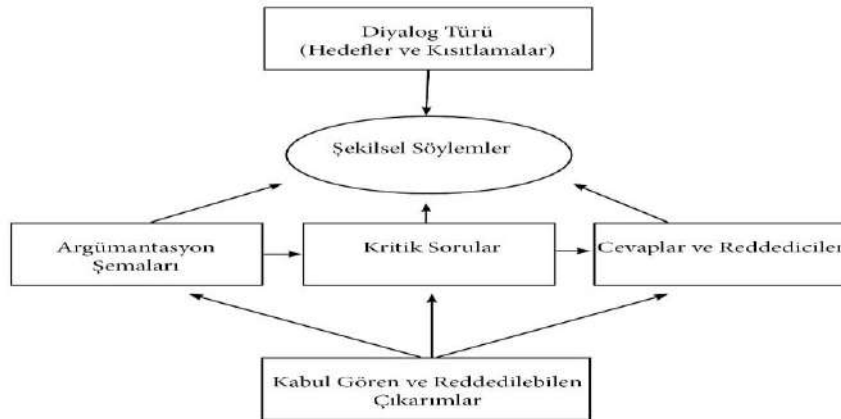 Diyalog Türü
(Hedefler ve Kısıtlamalar)
Şekilsel Söylemler
Argümantasyon
Şemaları
Kritik Sorular
Cevaplar ve Reddediciler
Kabul Gören ve Reddedilebilen
Çıkarımlar